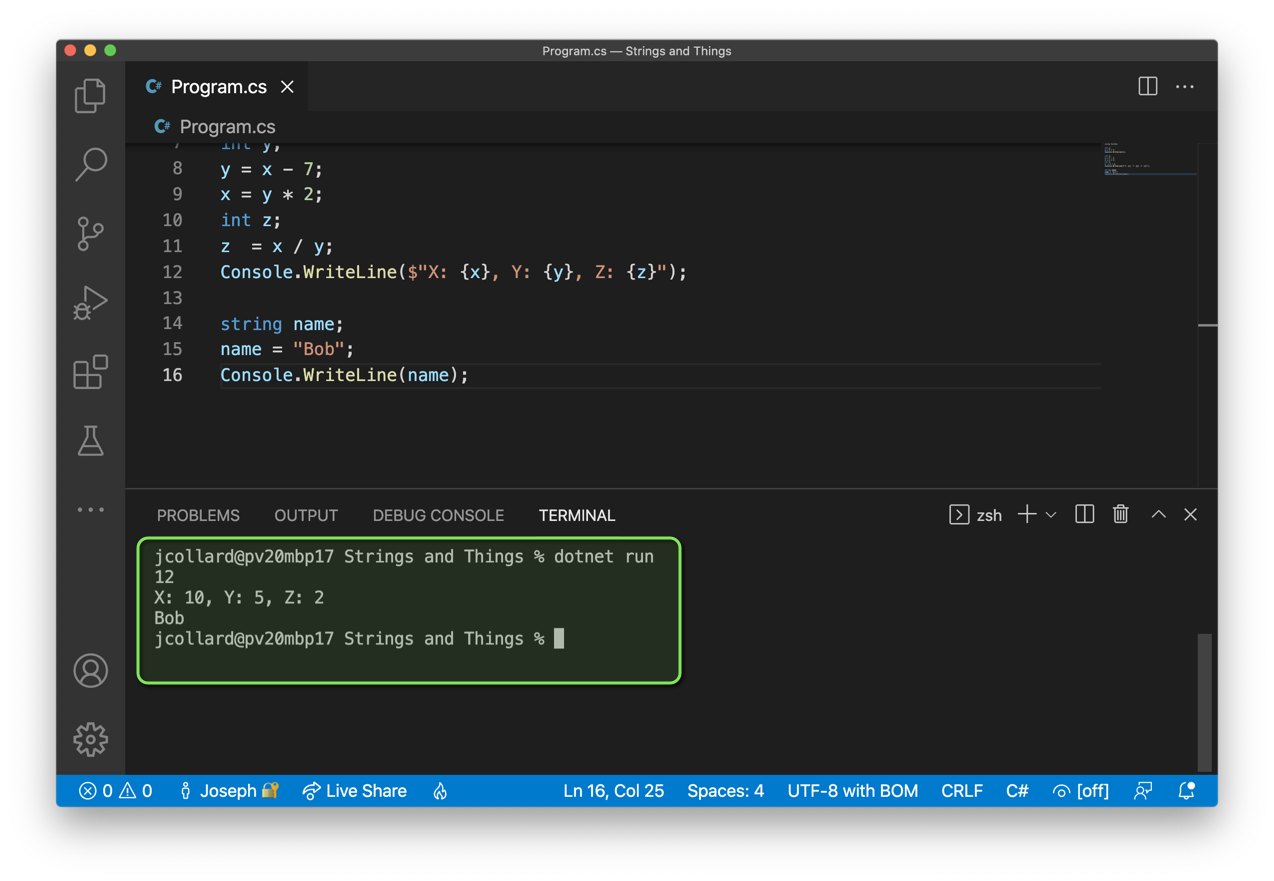 Program.cs — Strings and Things
Program.cs
Program.cs
7 int y;
8 y = x - 7;
9 x = y * 2;
10 int z;
11 z  = x / y;
12 Console.WriteLine($"X: {x}, Y: {y}, Z: {z}");
13
14 string name;
15 name = "Bob";
16 Console.WriteLine(name);
PROBLEMS OUTPUT DEBUG CONSOLE TERMINAL zsh
jcollard@pv20mbp17 Strings and Things % dotnet run
12
X: 10, Y: 5, Z: 2
Bob
jcollard@pv20mbp17 Strings and Things %
0 0 Joseph Live Share Ln 16, Col 25 Spaces: 4 UTF-8 with BOM CRLF C# [off]